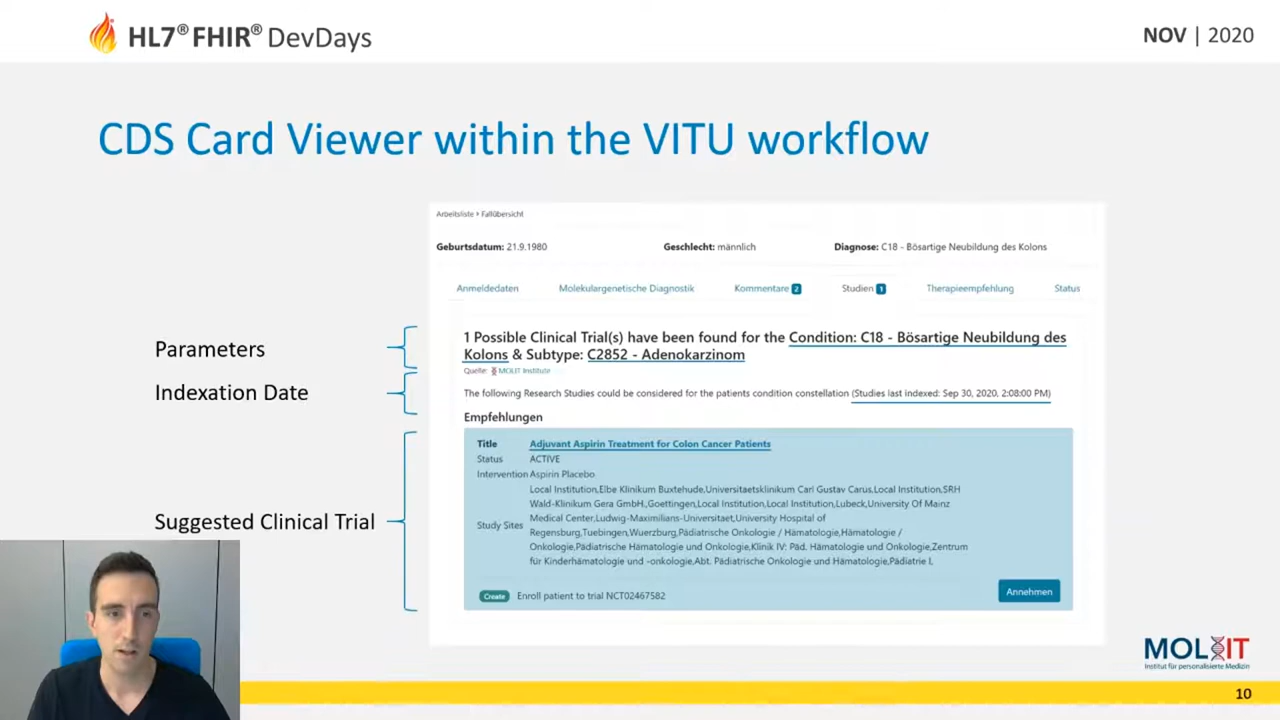 HL7® FHIR® DevDays
NOV | 2020
CDS Card Viewer within the VITU workflow
Arbeitsliste > Fallübersicht
Geburtsdatum: 21.9.1980 Geschlecht: männlich Diagnose: C18 - Bösartige Neubildung des Kolons
Anmeldedaten Molekulargenetische Diagnostik Kommentare 2 Studien 1 Therapieempfehlung Status
Parameters
1 Possible Clinical Trial(s) have been found for the Condition: C18 - Bösartige Neubildung des
Kolons & Subtype: C2852 - Adenokarzinom
Quelle: MOLIT Institute
Indexation Date
The following Research Studies could be considered for the patients condition constellation (Studies last indexed: Sep 30, 2020, 2:08:00 PM)
Empfehlungen
Suggested Clinical Trial
Title Adjuvant Aspirin Treatment for Colon Cancer Patients
Status ACTIVE
Intervention Aspirin Placebo
Study Sites
Local Institution,Elbe Klinikum Buxtehude,Universitaetsklinikum Carl Gustav Carus,Local Institution,SRH
Wald-Klinikum Gera GmbH.,Goettingen,Local Institution,Local Institution,Lubeck,University Of Mainz
Medical Center,Ludwig-Maximilians-Universitaet,University Hospital of
Regensburg,Tuebingen,Wuerzburg,Pädiatrische Onkologie / Hämatologie,Hämatologie /
Onkologie,Pädiatrische Hämatologie und Onkologie,Klinik IV: Päd. Hämatologie und Onkologie,Zentrum
für Kinderhämatologie und -onkologie,Abt. Pädiatrische Onkologie und Hämatologie,Pädiatrie I,
Create Enroll patient to trial NCT02467582
Annehmen
MOLIT
Institut für personalisierte Medizin
10